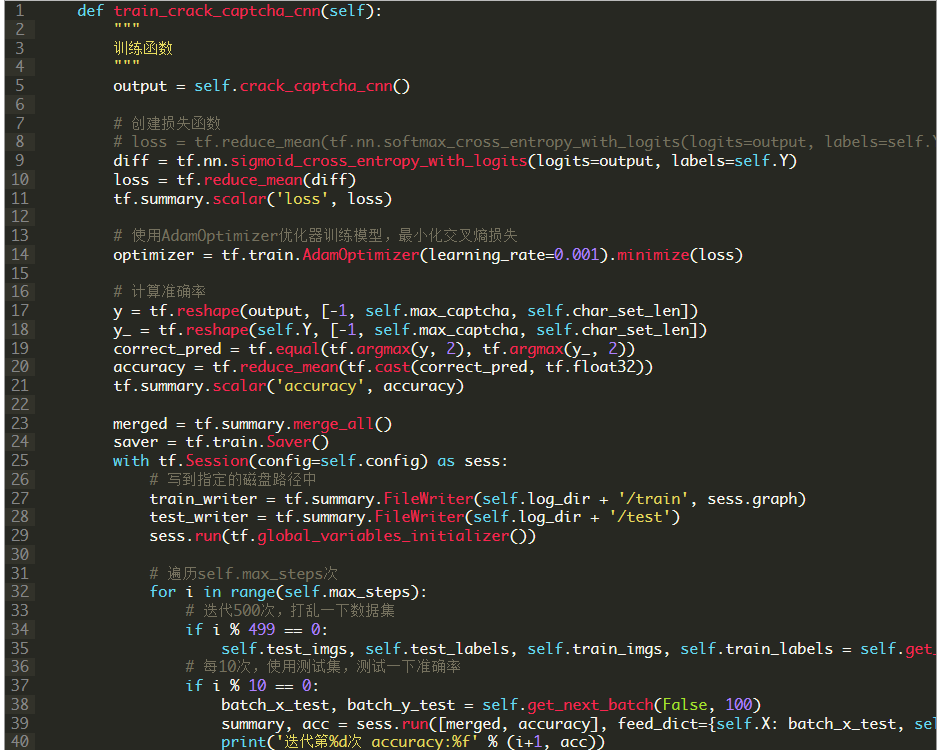 1 def train_crack_captcha_cnn(self):
2 """
3 训练函数
4 """
5 output = self.crack_captcha_cnn()
6
7 # 创建损失函数
8 # loss = tf.reduce_mean(tf.nn.softmax_cross_entropy_with_logits(logits=output, labels=self.Y
9 diff = tf.nn.sigmoid_cross_entropy_with_logits(logits=output, labels=self.Y)
10 loss = tf.reduce_mean(diff)
11 tf.summary.scalar('loss', loss)
12
13 # 使用AdamOptimizer优化器训练模型，最小化交叉熵损失
14 optimizer = tf.train.AdamOptimizer(learning_rate=0.001).minimize(loss)
15
16 # 计算准确率
17 y = tf.reshape(output, [-1, self.max_captcha, self.char_set_len])
18 y_ = tf.reshape(self.Y, [-1, self.max_captcha, self.char_set_len])
19 correct_pred = tf.equal(tf.argmax(y, 2), tf.argmax(y_, 2))
20 accuracy = tf.reduce_mean(tf.cast(correct_pred, tf.float32))
21 tf.summary.scalar('accuracy', accuracy)
22
23 merged = tf.summary.merge_all()
24 saver = tf.train.Saver()
25 with tf.Session(config=self.config) as sess:
26 # 写到指定的磁盘路径中
27 train_writer = tf.summary.FileWriter(self.log_dir + '/train', sess.graph)
28 test_writer = tf.summary.FileWriter(self.log_dir + '/test')
29 sess.run(tf.global_variables_initializer())
30
31 # 遍历self.max_steps次
32 for i in range(self.max_steps):
33 # 迭代500次，打乱一下数据集
34 if i % 499 == 0:
35 self.test_imgs, self.test_labels, self.train_imgs, self.train_labels = self.get_
36 # 每10次，使用测试集，测试一下准确率
37 if i % 10 == 0:
38 batch_x_test, batch_y_test = self.get_next_batch(False, 100)
39 summary, acc = sess.run([merged, accuracy], feed_dict={self.X: batch_x_test, sel
40 print('迭代第%d次 accuracy:%f' % (i+1, acc))